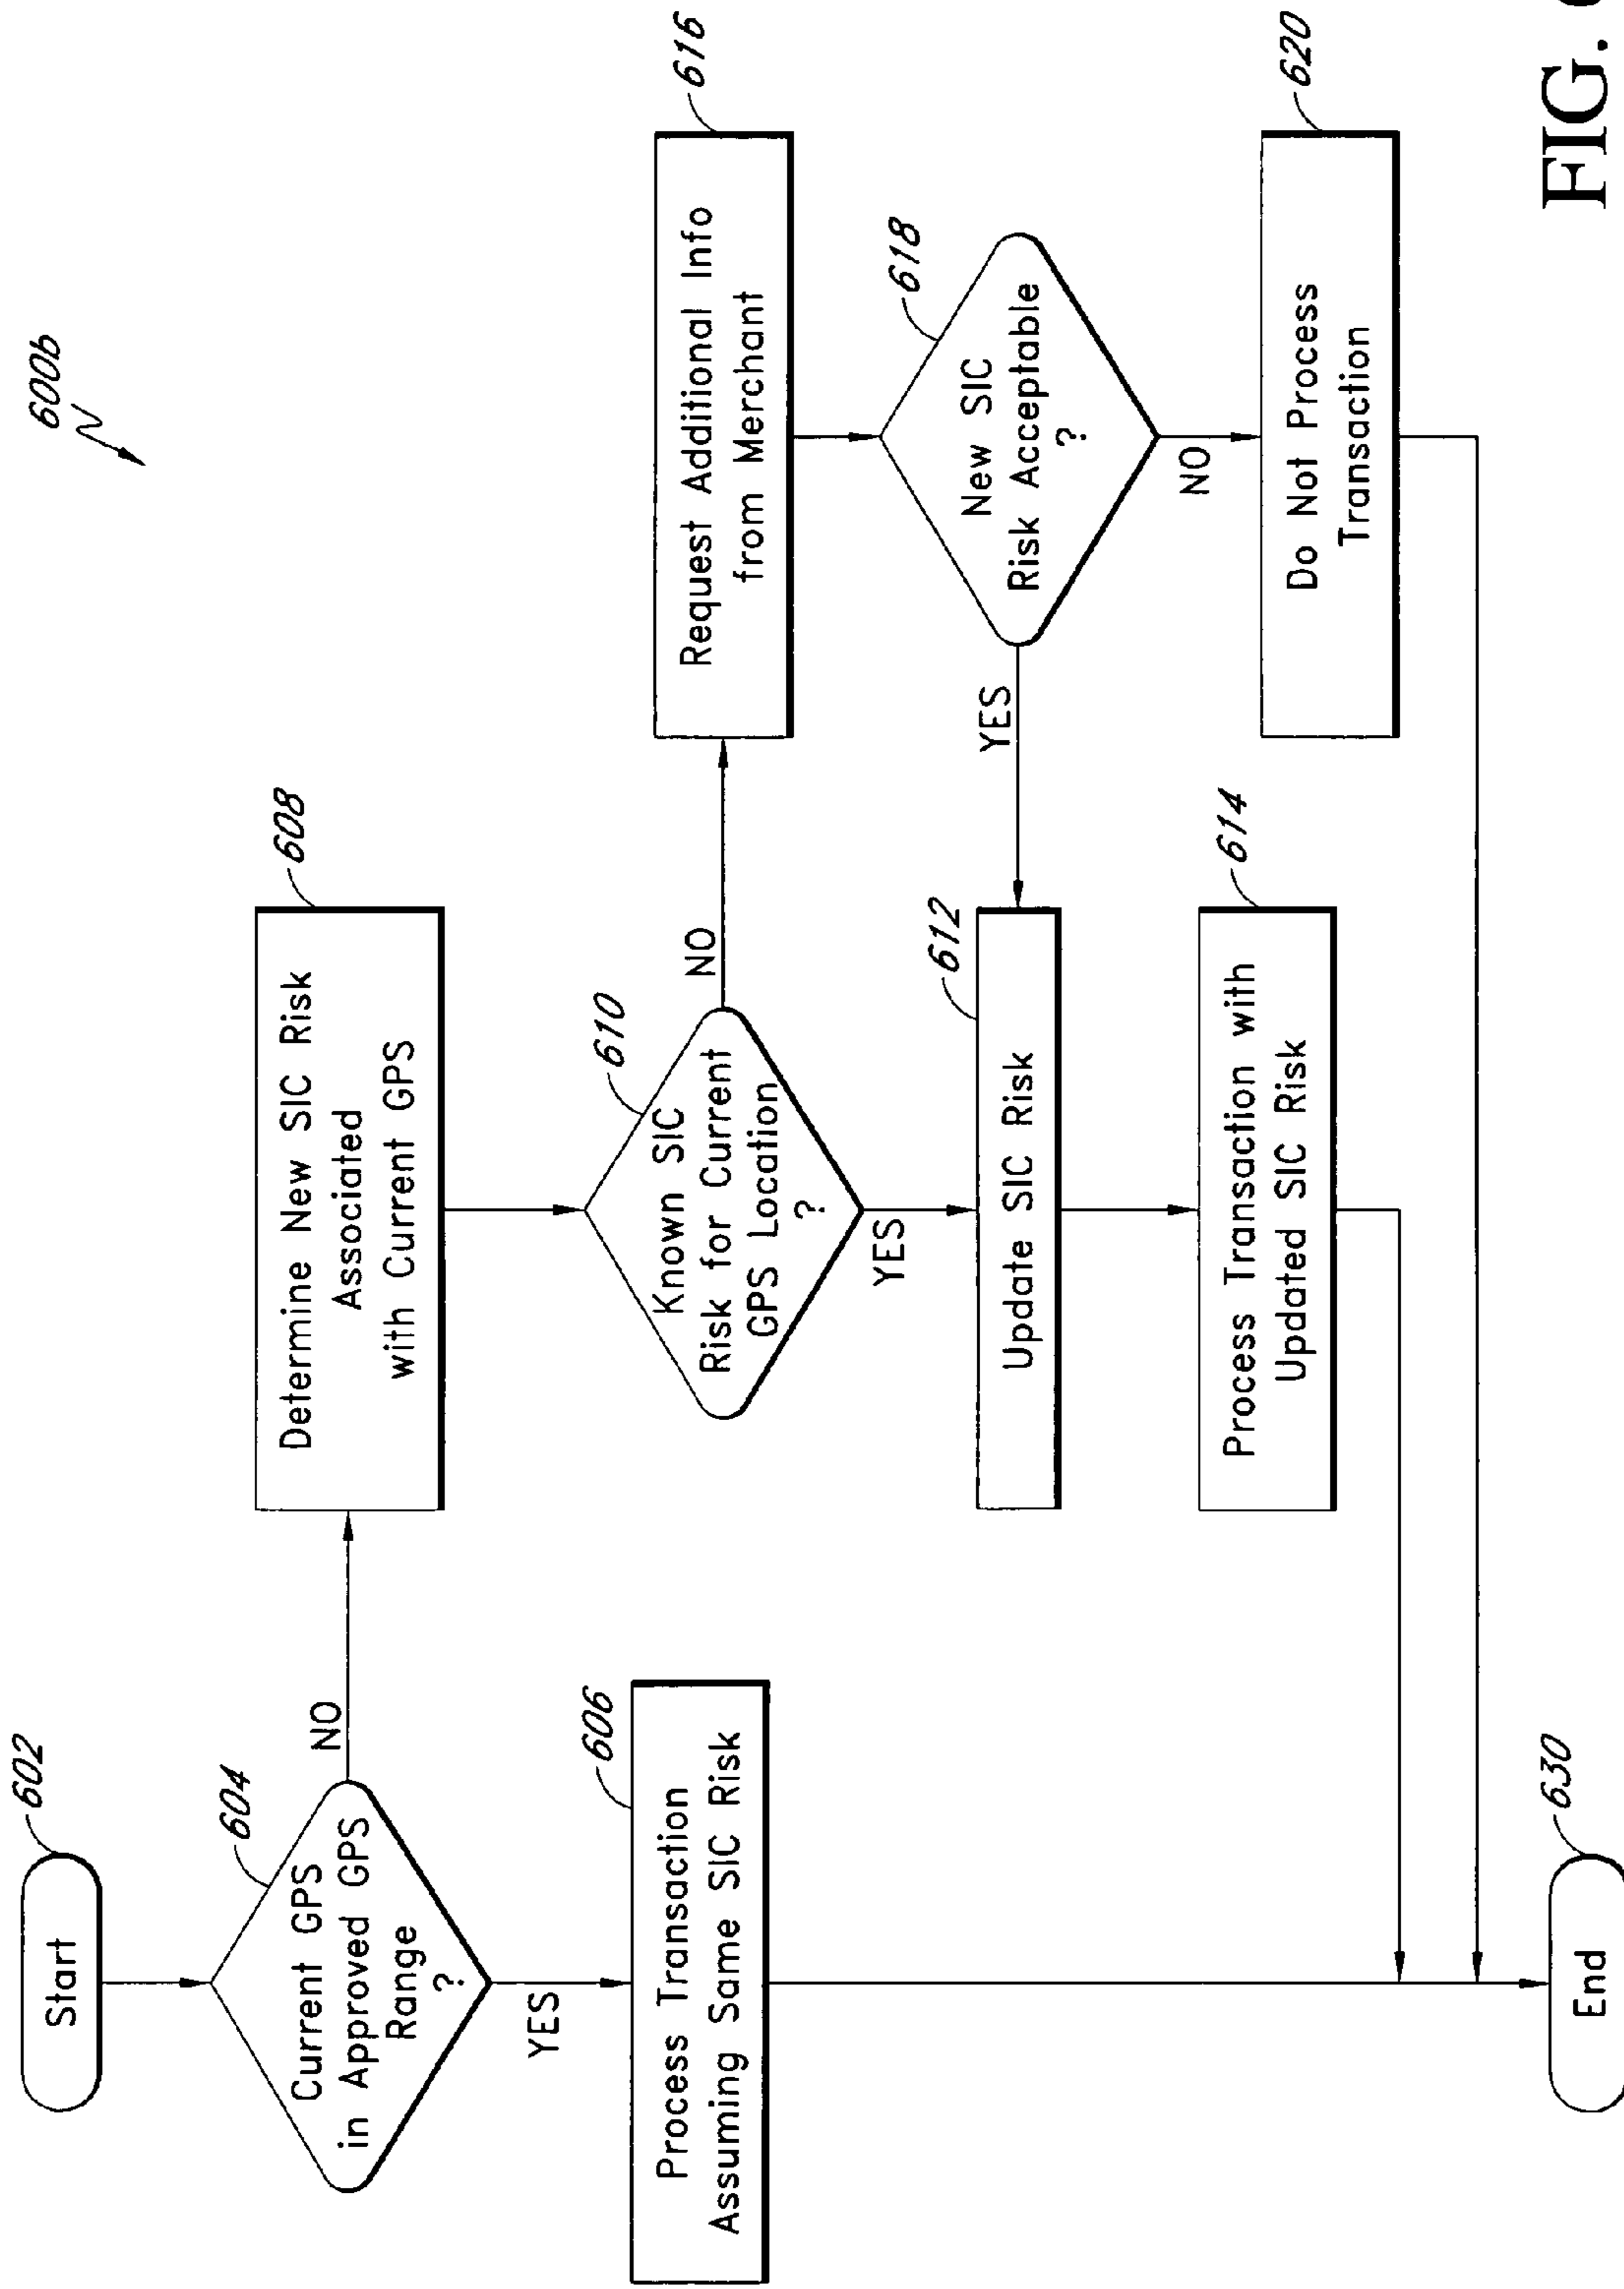 600b
602
Start
604
Current GPS
in Approved GPS
Range
?
NO
YES
606
Process Transaction
Assuming Same SIC Risk
608
Determine New SIC Risk
Associated
with Current GPS
610
Known SIC
Risk for Current
GPS Location
?
NO
YES
612
Update SIC Risk
614
Process Transaction with
Updated SIC Risk
616
Request Additional Info
from Merchant
618
New SIC
Risk Acceptable
?
YES
NO
620
Do Not Process
Transaction
630
End
FIG.